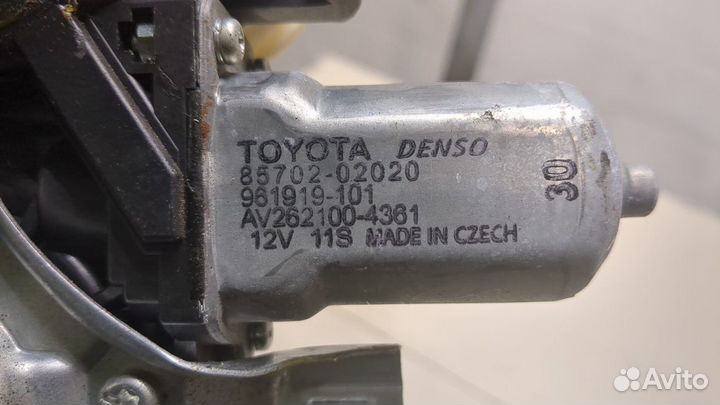 TOYOTA DENSO
85702-02020
961919-101
AV262100-4361
12V 11S MADE IN CZECH
30
Avito